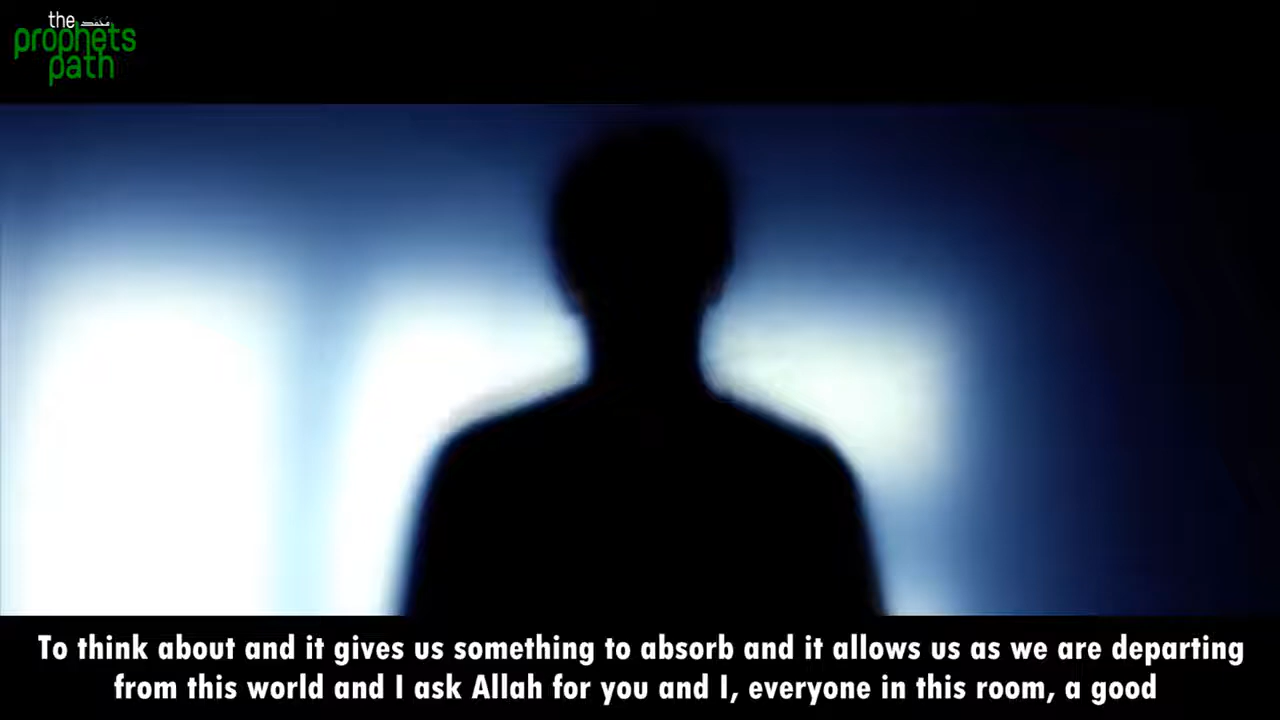 the محمد
prophets
path
To think about and it gives us something to absorb and it allows us as we are departing
from this world and I ask Allah for you and I, everyone in this room, a good